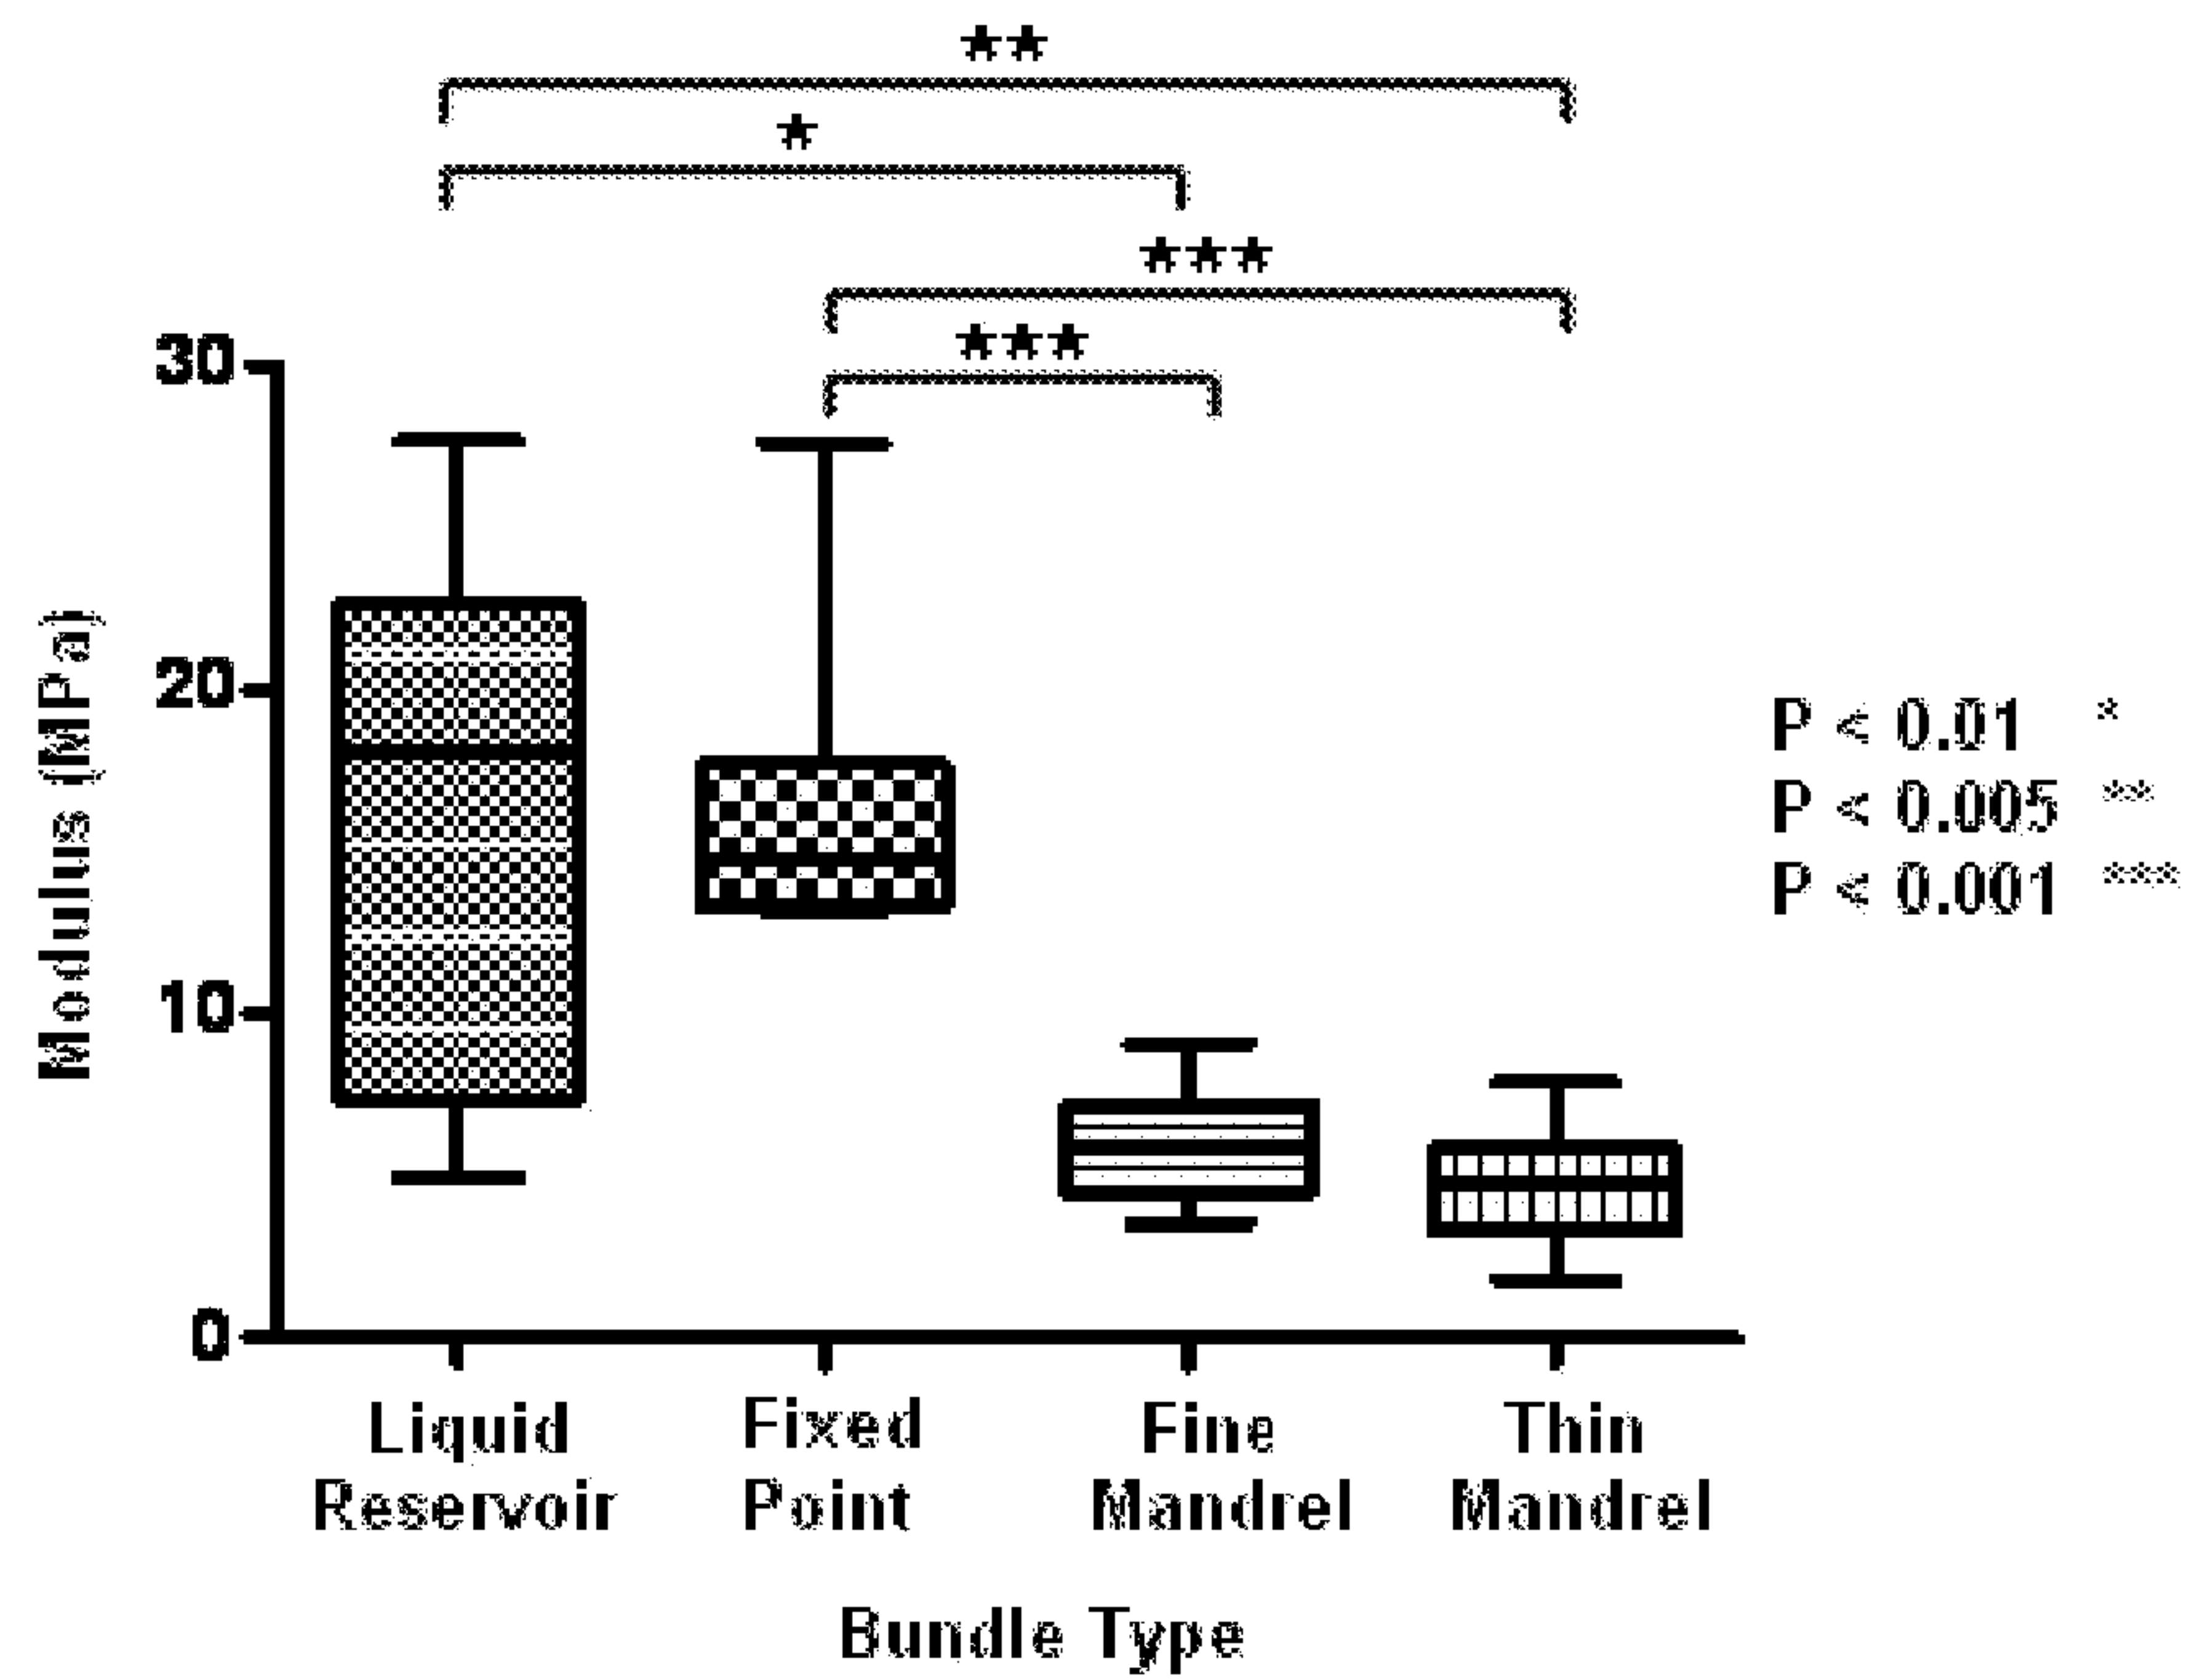 **
*
***
***
30
20
10
0
Modulus (MPa)
P < 0.01 *
P < 0.005 **
P < 0.001 ***
Liquid Reservoir
Fixed Point
Fine Mandrel
Thin Mandrel
Bundle Type